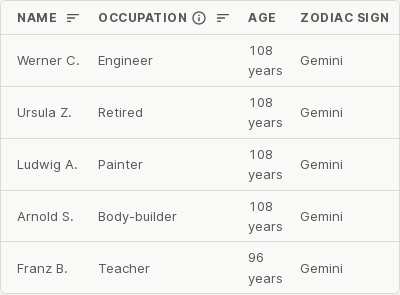 NAME OCCUPATION AGE ZODIAC SIGN
Werner C. Engineer 108 years Gemini
Ursula Z. Retired 108 years Gemini
Ludwig A. Painter 108 years Gemini
Arnold S. Body-builder 108 years Gemini
Franz B. Teacher 96 years Gemini